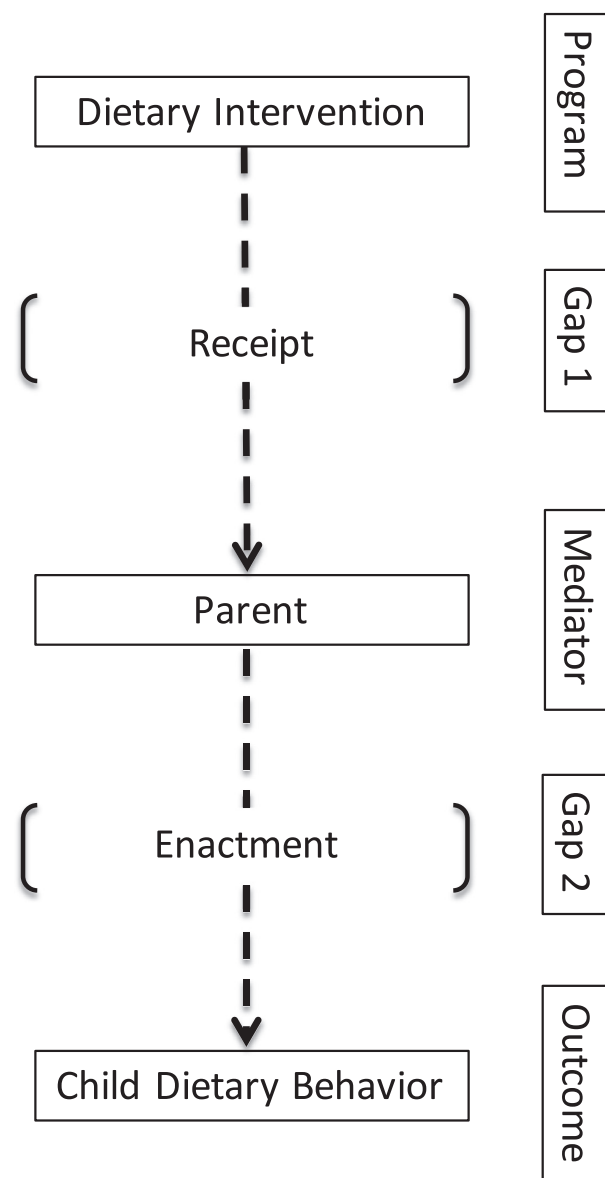 Dietary Intervention
Program
Receipt
Gap 1
Parent
Mediator
Enactment
Gap 2
Child Dietary Behavior
Outcome